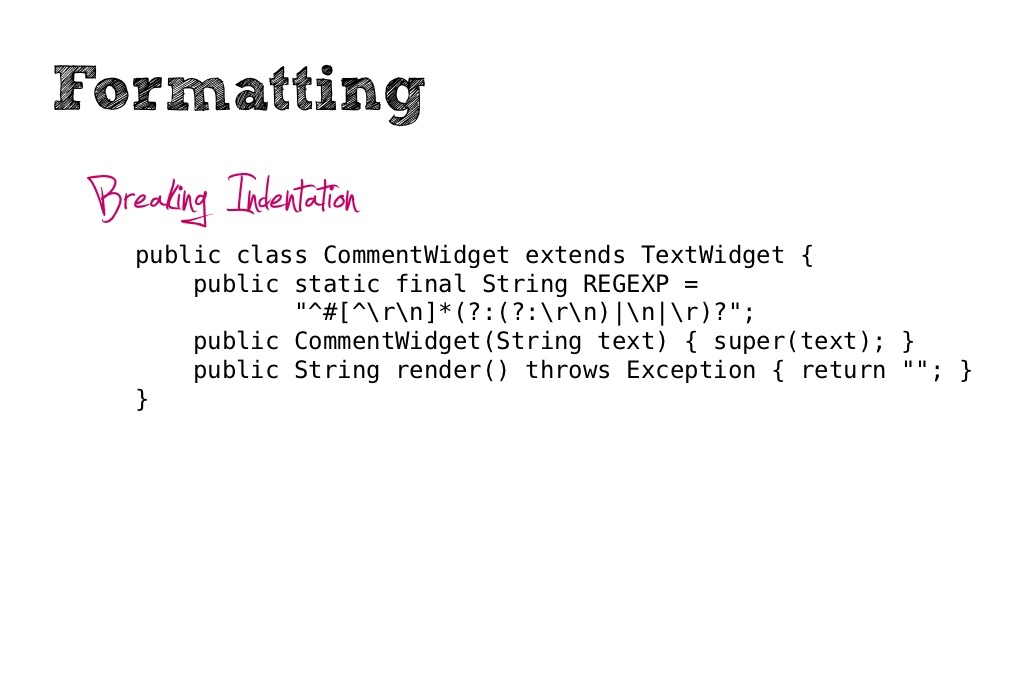 Formatting
Breaking Indentation
public class CommentWidget extends TextWidget {
    public static final String REGEXP =
           "^#[^\r\n]*(?:(?:\r\n)|\n|\r)?";
    public CommentWidget(String text) { super(text); }
    public String render() throws Exception { return ""; }
}